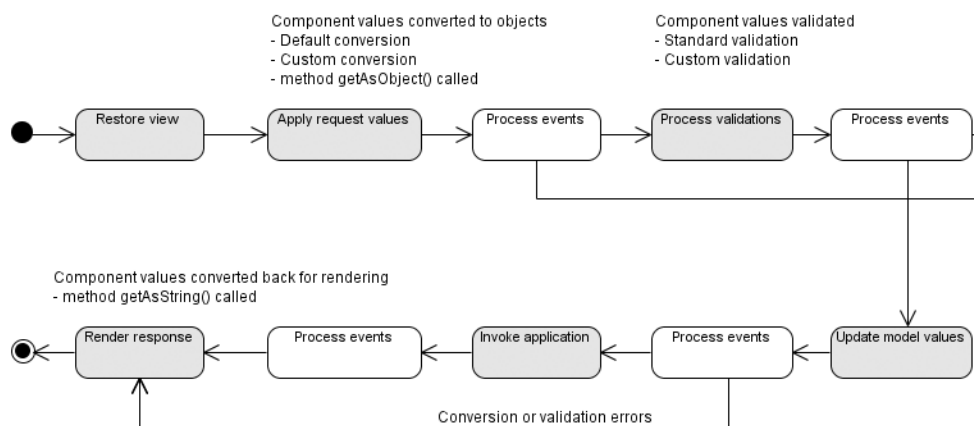 Component values converted to objects
- Default conversion
- Custom conversion
- method getAsObject() called
Component values validated
- Standard validation
- Custom validation
Restore view
Apply request values
Process events
Process validations
Process events
Component values converted back for rendering
- method getAsString() called
Render response
Process events
Invoke application
Process events
Update model values
Conversion or validation errors